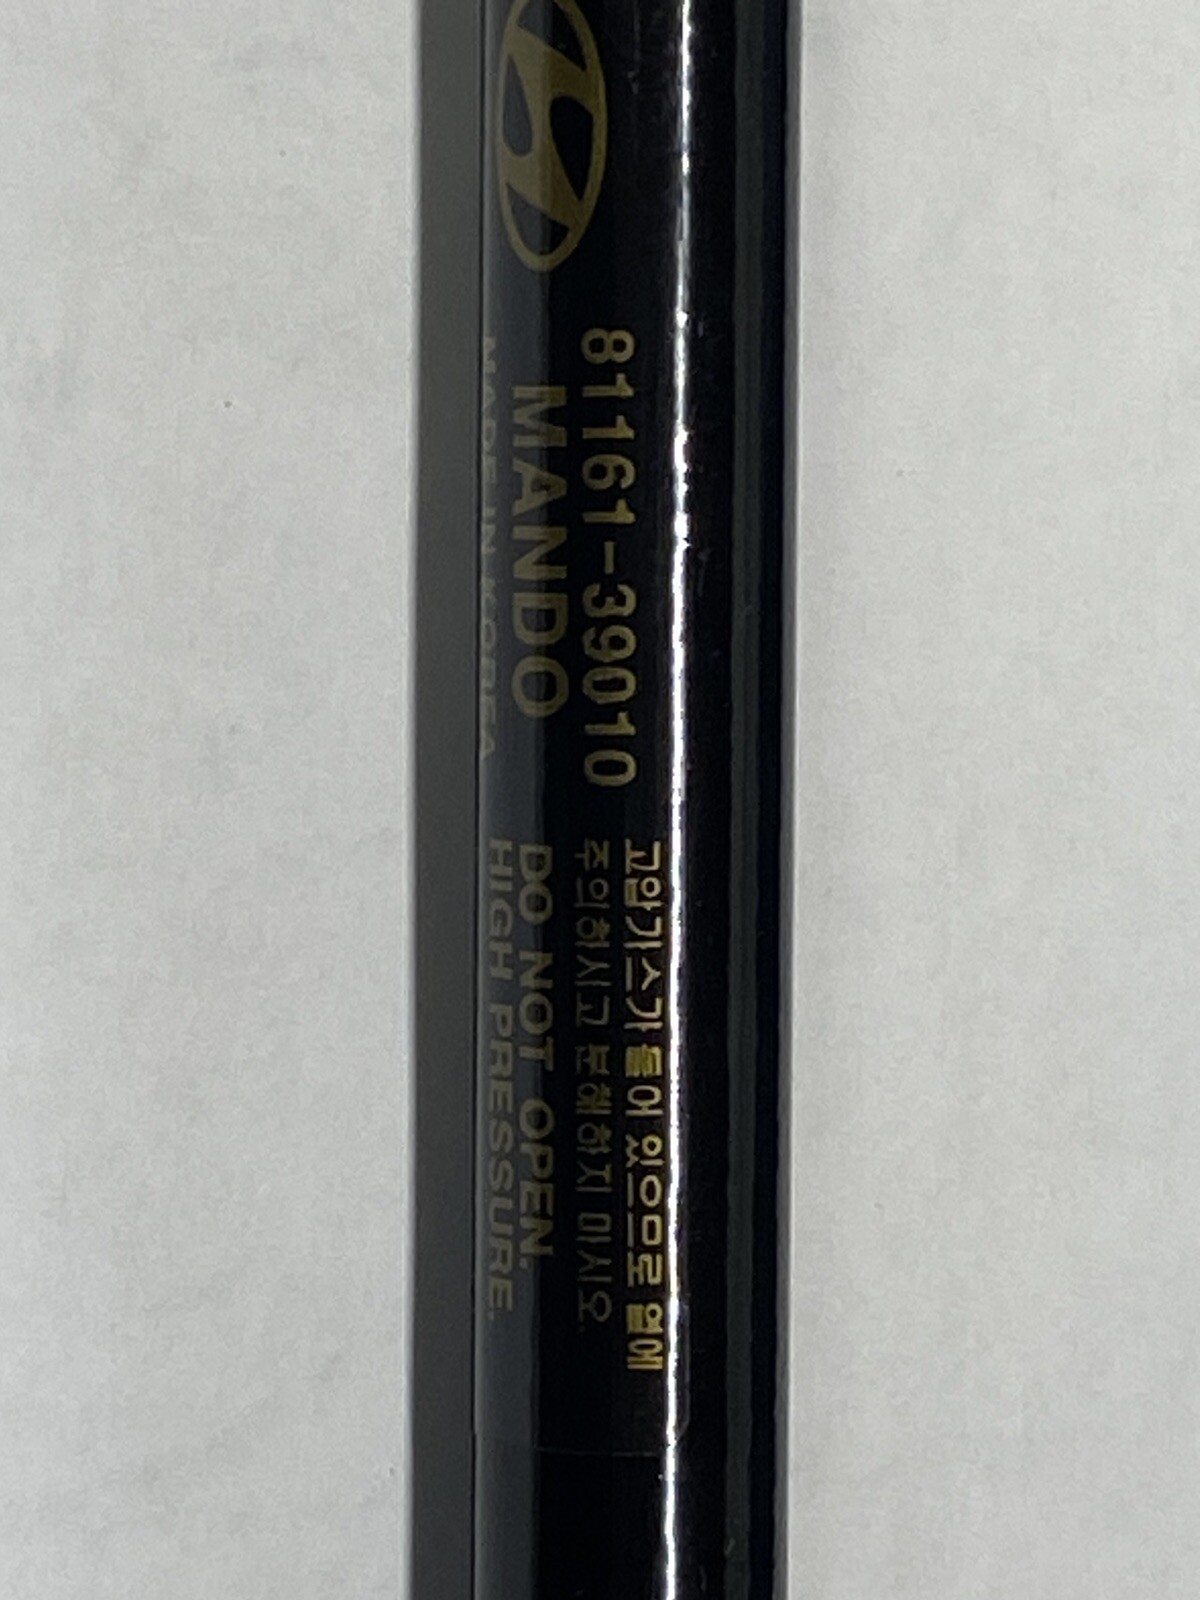 81161-39010
MANDO
MADE IN KOREA
고압가스가 들어 있으므로 열에
주의하시고 분해하지 마시오.
DO NOT OPEN.
HIGH PRESSURE.